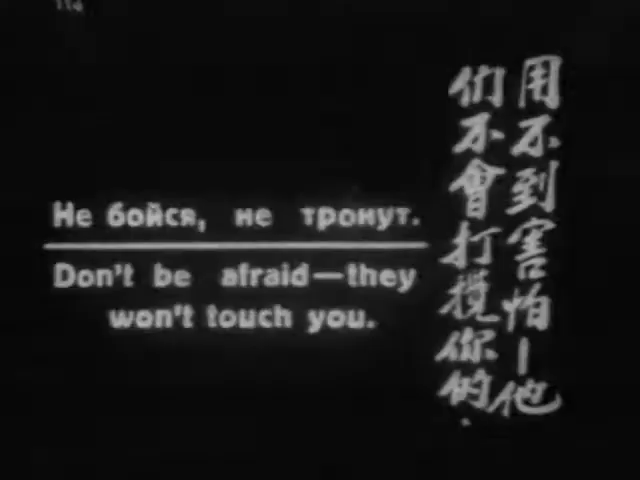 114
Не бойся, не тронут.
Don't be afraid—they
won't touch you.
用不到害怕—他
们不會打攪你的.